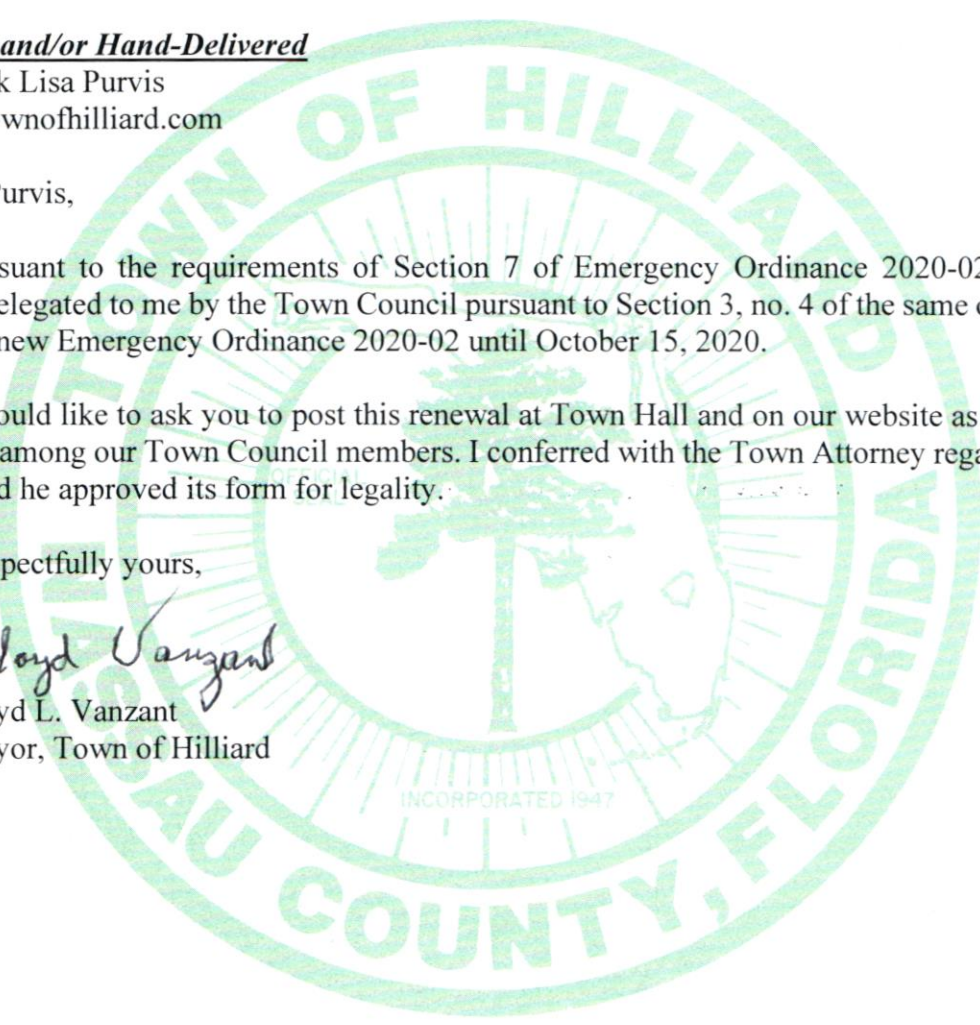 and/or Hand-Delivered
k Lisa Purvis
wnofhilliard.com
urvis,
suant to the requirements of Section 7 of Emergency Ordinance 2020-02
elegated to me by the Town Council pursuant to Section 3, no. 4 of the same o
new Emergency Ordinance 2020-02 until October 15, 2020.
ould like to ask you to post this renewal at Town Hall and on our website as
among our Town Council members. I conferred with the Town Attorney rega
d he approved its form for legality.
pectfully yours,
loyd Vanzant
yd L. Vanzant
yor, Town of Hilliard
TOWN OF HILLIARD
OFFICIAL
SEAL
INCORPORATED 1947
NASSAU COUNTY, FLORIDA